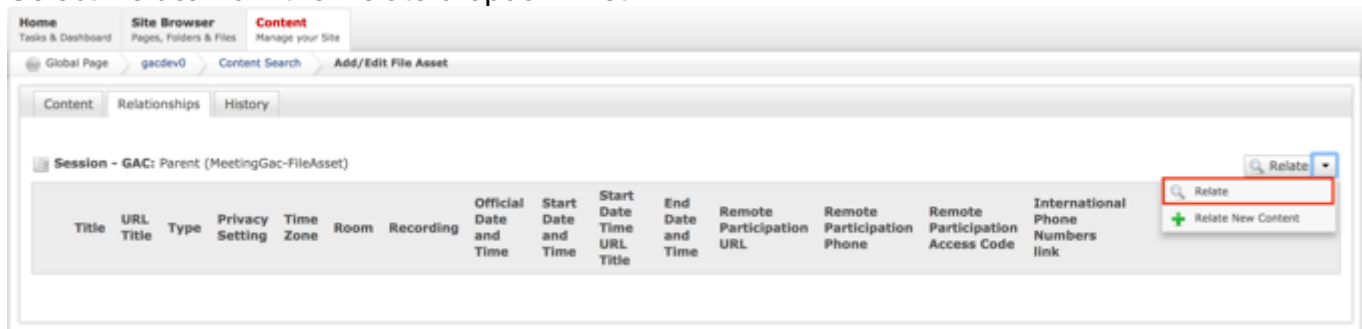 Home
Tasks & Dashboard
Site Browser
Pages, Folders & Files
Content
Manage your Site
Global Page
gacdev0
Content Search
Add/Edit File Asset
Content
Relationships
History
Session - GAC: Parent (MeetingGac-FileAsset)
Relate
Relate
Relate New Content
Title
URL
Title
Type
Privacy
Setting
Time
Zone
Room
Recording
Official
Date
and
Time
Start
Date
and
Time
Start
Date
Time
URL
Title
End
Date
and
Time
Remote
Participation
URL
Remote
Participation
Phone
Remote
Participation
Access Code
International
Phone
Numbers
link